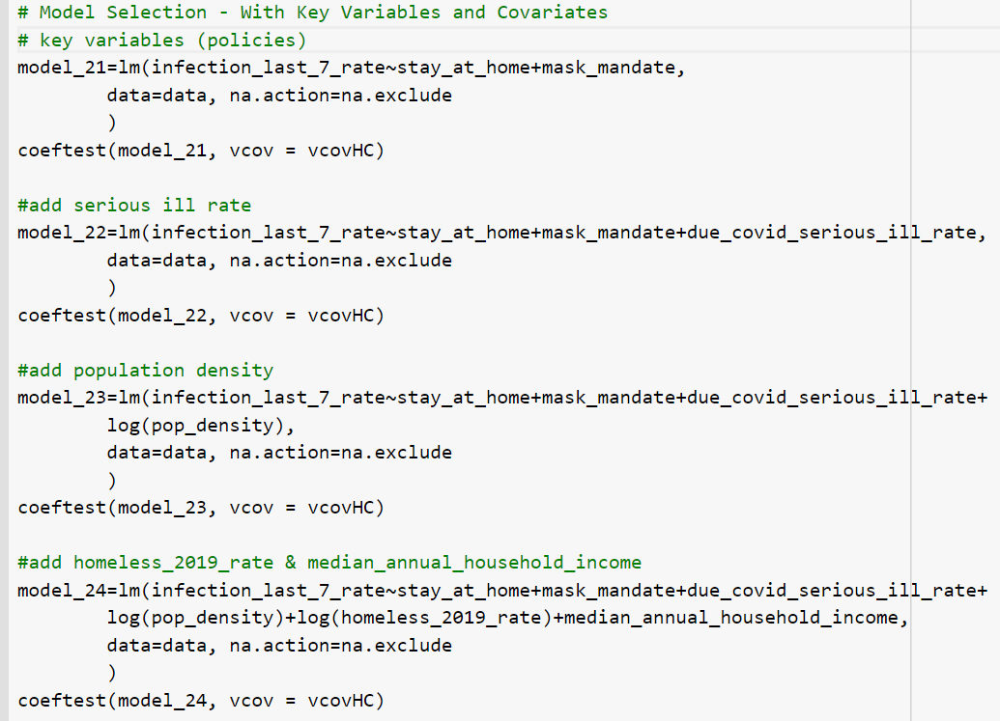 # Model Selection - With Key Variables and Covariates
# key variables (policies)
model_21=lm(infection_last_7_rate~stay_at_home+mask_mandate,
        data=data, na.action=na.exclude
        )
coeftest(model_21, vcov = vcovHC)

#add serious ill rate
model_22=lm(infection_last_7_rate~stay_at_home+mask_mandate+due_covid_serious_ill_rate,
        data=data, na.action=na.exclude
        )
coeftest(model_22, vcov = vcovHC)

#add population density
model_23=lm(infection_last_7_rate~stay_at_home+mask_mandate+due_covid_serious_ill_rate+
        log(pop_density),
        data=data, na.action=na.exclude
        )
coeftest(model_23, vcov = vcovHC)

#add homeless_2019_rate & median_annual_household_income
model_24=lm(infection_last_7_rate~stay_at_home+mask_mandate+due_covid_serious_ill_rate+
        log(pop_density)+log(homeless_2019_rate)+median_annual_household_income,
        data=data, na.action=na.exclude
        )
coeftest(model_24, vcov = vcovHC)